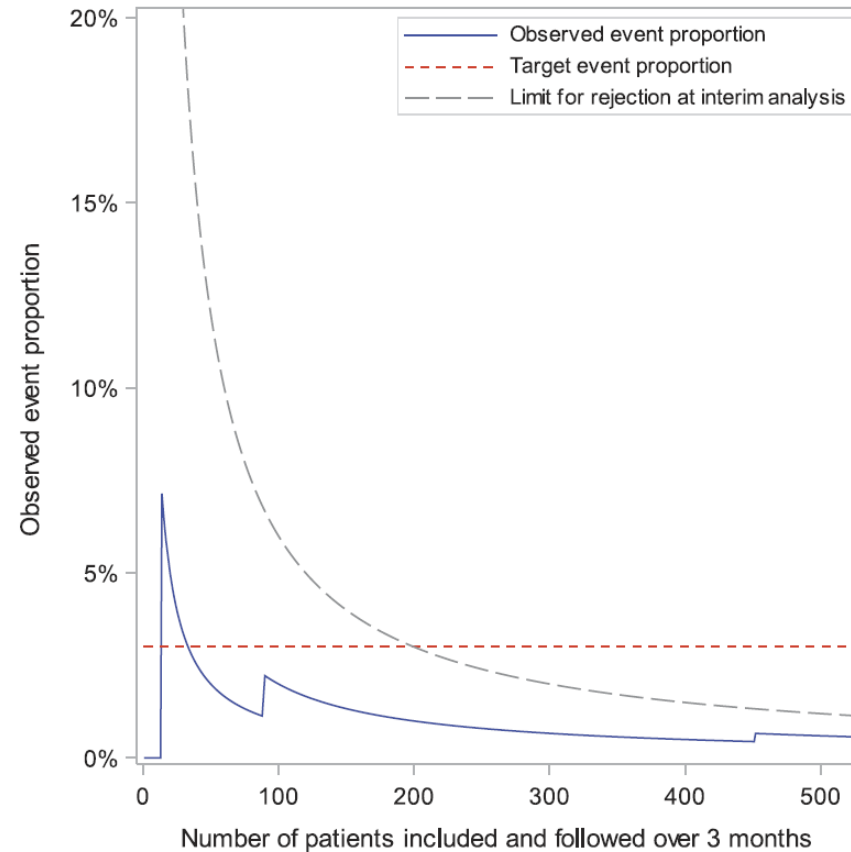 20%
15%
10%
5%
0%
Observed event proportion
Observed event proportion
Target event proportion
Limit for rejection at interim analysis
0 100 200 300 400 500
Number of patients included and followed over 3 months